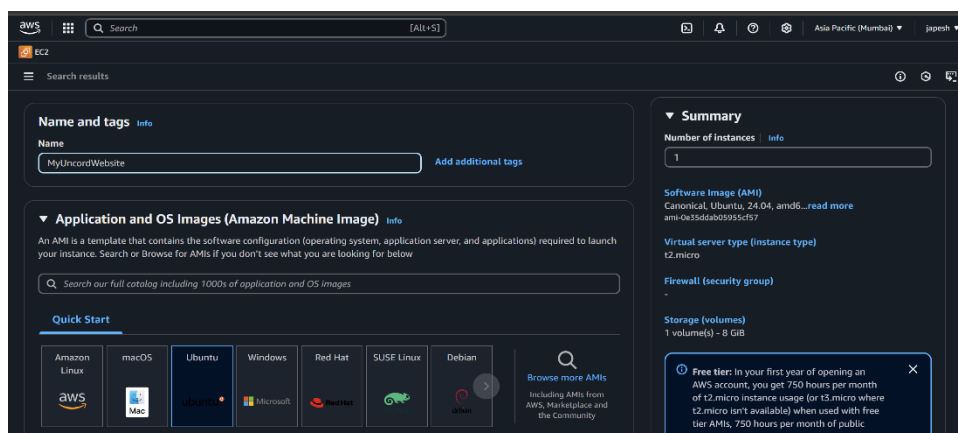 aws
Search [Alt+S]
Asia Pacific (Mumbai) ▼ japesh ▼
EC2
Search results
Name and tags Info
Name
MyUncordWebsite
Add additional tags
▼ Application and OS Images (Amazon Machine Image) Info
An AMI is a template that contains the software configuration (operating system, application server, and applications) required to launch
your instance. Search or Browse for AMIs if you don't see what you are looking for below
Search our full catalog including 1000s of application and OS images
Quick Start
Amazon
Linux
aws
macOS
Mac
Ubuntu
ubuntu
Windows
Microsoft
Red Hat
Red Hat
SUSE Linux
Debian
debian
Browse more AMIs
Including AMIs from
AWS, Marketplace and
the Community
▼ Summary
Number of instances Info
1
Software Image (AMI)
Canonical, Ubuntu, 24.04, amd6...read more
ami-0e35ddab05955cf57
Virtual server type (instance type)
t2.micro
Firewall (security group)
-
Storage (volumes)
1 volume(s) - 8 GiB
Free tier: In your first year of opening an
AWS account, you get 750 hours per month
of t2.micro instance usage (or t3.micro where
t2.micro isn't available) when used with free
tier AMIs, 750 hours per month of public